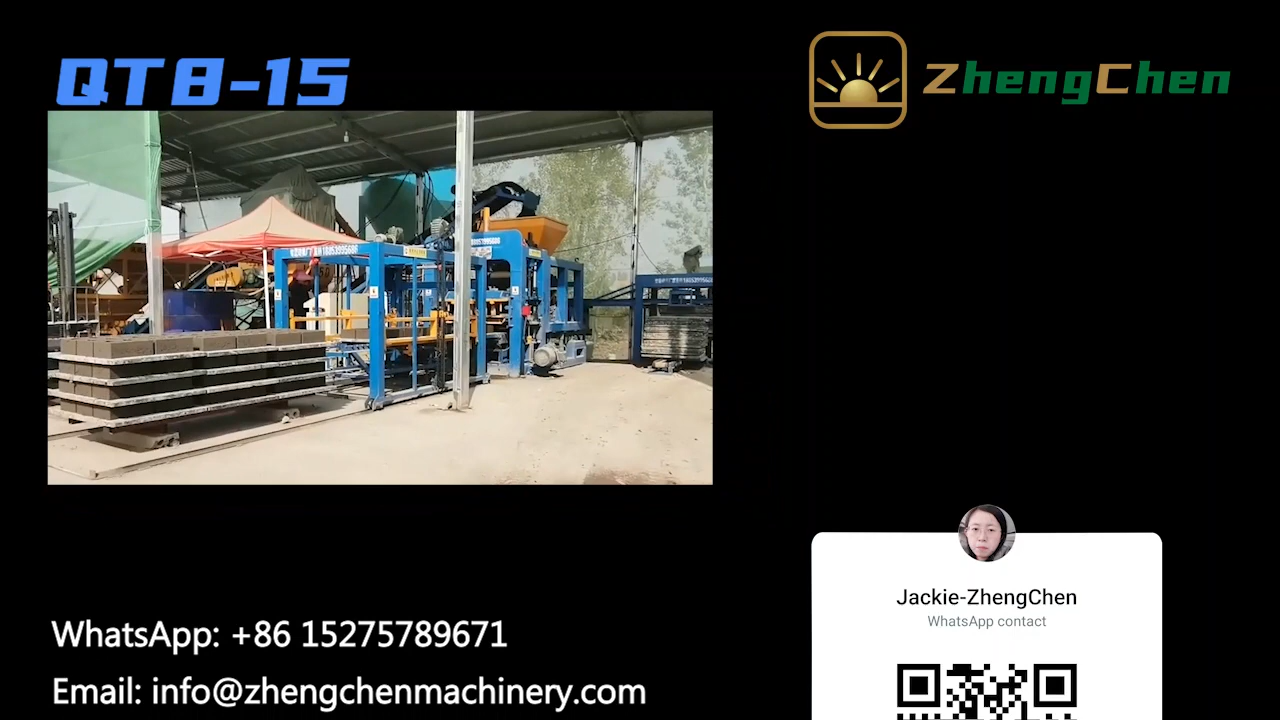 QT8-15
ZhengChen
WhatsApp: +86 15275789671
Email: info@zhengchenmachinery.com
Jackie-ZhengChen
WhatsApp contact